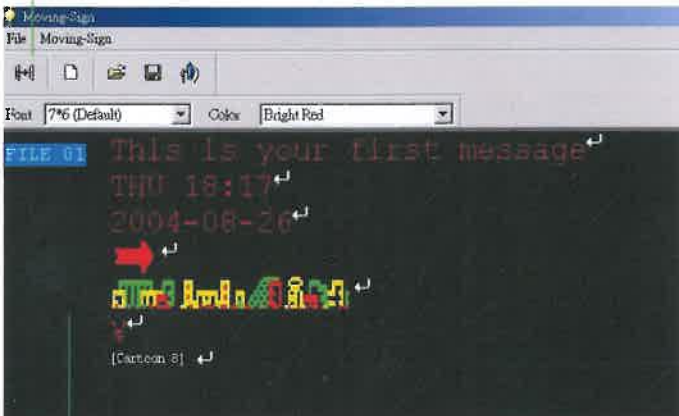 Moving-Sign
File Moving-Sign
Font 7*6 (Default) Color Bright Red
FILE 01 This is your first message
THU 18:17
2004-08-26
¥
[Cartoon 8]